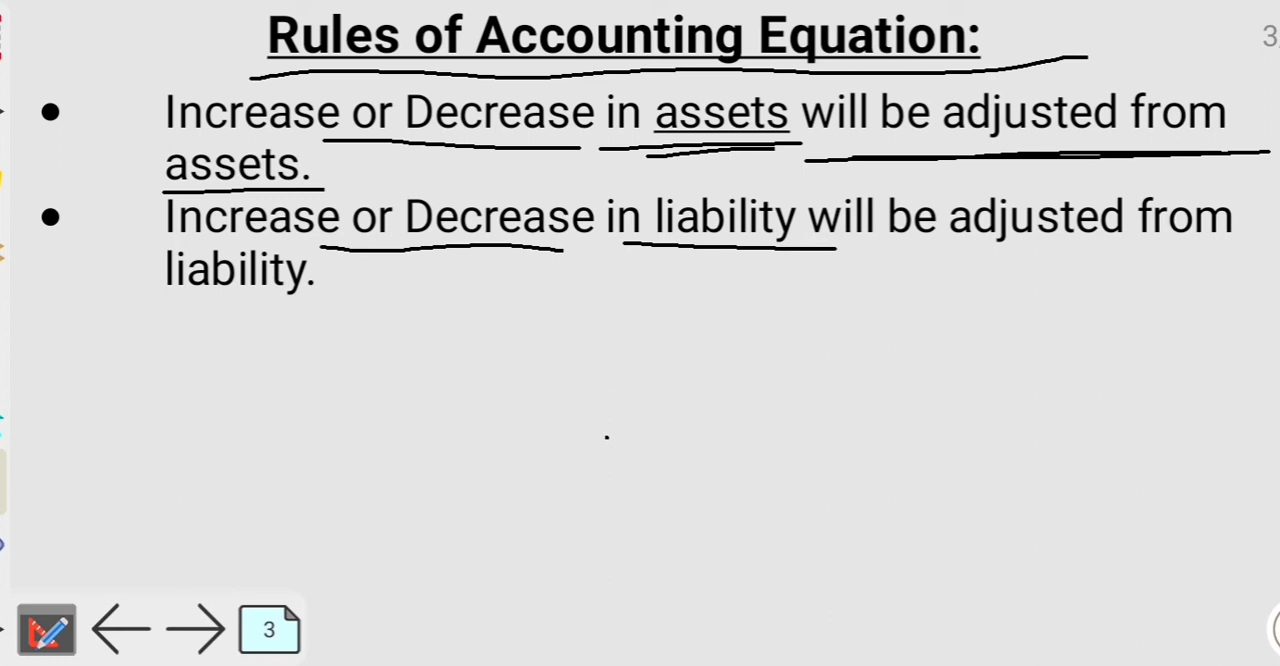 Rules of Accounting Equation:
3
• Increase or Decrease in assets will be adjusted from
assets.
• Increase or Decrease in liability will be adjusted from
liability.
3